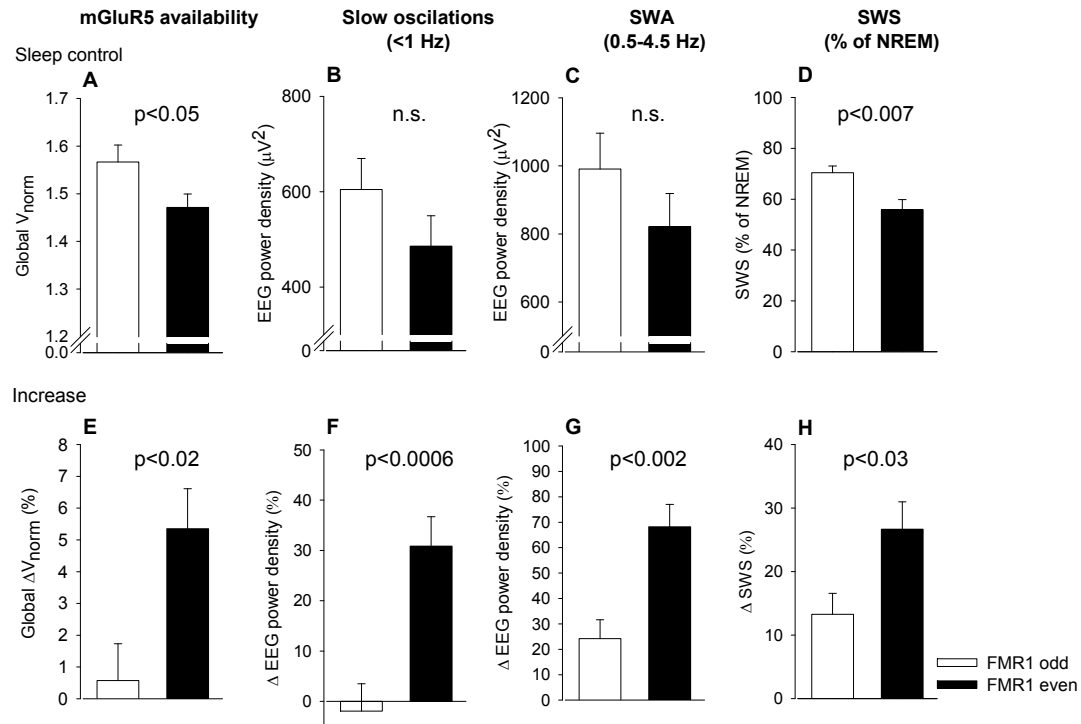 mGluR5 availability
Slow oscilations
(<1 Hz)
SWA
(0.5-4.5 Hz)
SWS
(% of NREM)
Sleep control
A
p<0.05
Global Vnorm
1.7
1.6
1.5
1.4
1.3
1.2
0.0
B
n.s.
EEG power density (μV2)
800
600
400
0
C
n.s.
EEG power density (μV2)
1200
1000
800
600
0
D
p<0.007
SWS (% of NREM)
100
80
60
40
20
0
Increase
E
p<0.02
Global ΔVnorm (%)
8
7
6
5
4
3
2
1
0
F
p<0.0006
Δ EEG power density (%)
50
40
30
20
10
0
G
p<0.002
Δ EEG power density (%)
100
90
80
70
60
50
40
30
20
10
0
H
p<0.03
Δ SWS (%)
40
30
20
10
0
FMR1 odd
FMR1 even